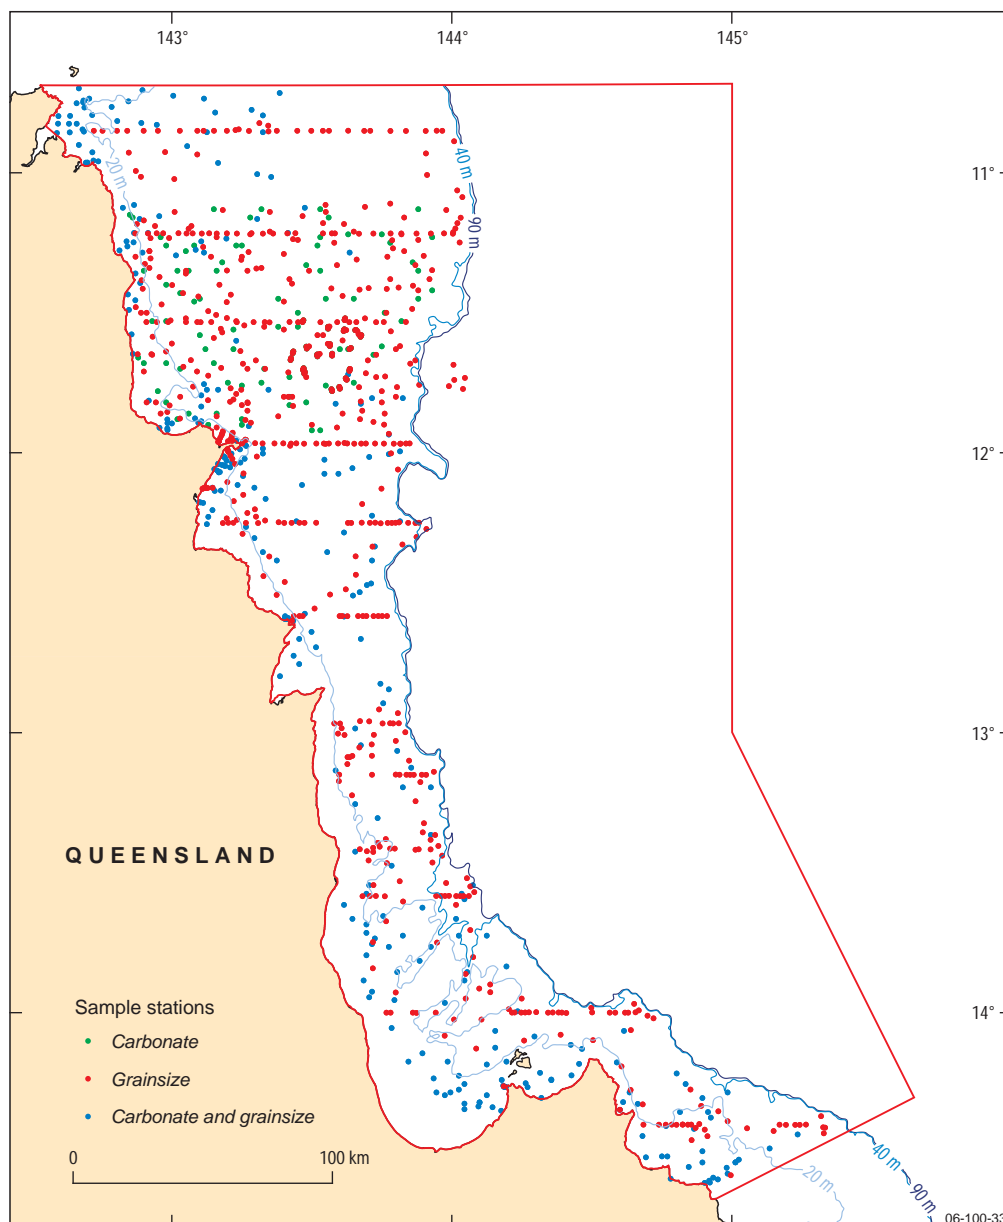 143° 144° 145°
20 m
40 m
90 m
11°
12°
13°
QUEENSLAND
14°
Sample stations
Carbonate
Grainsize
Carbonate and grainsize
0 100 km
20 m
40 m
90 m